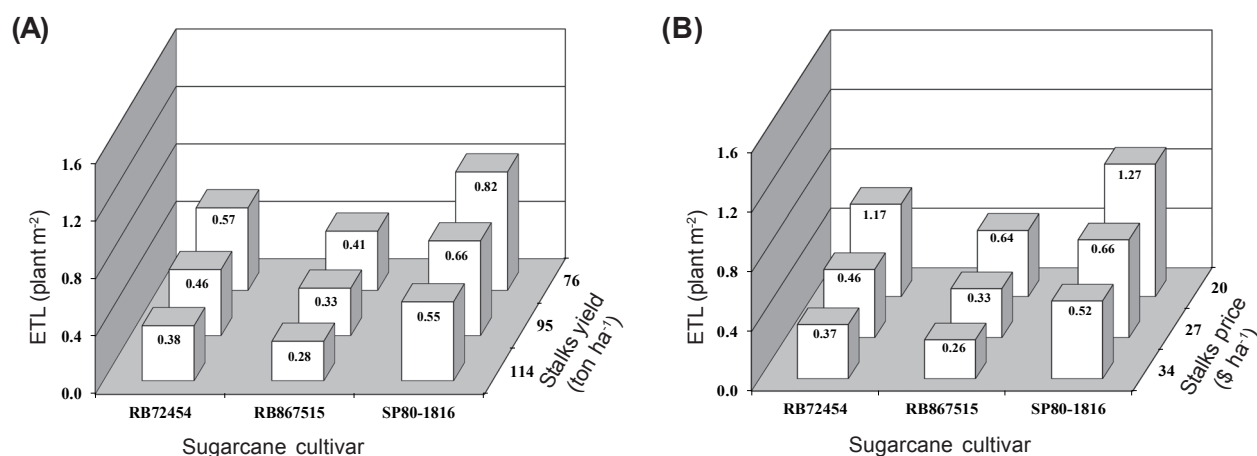 (A)
ETL (plant m-2)
1.6
1.2
0.8
0.4
0.0
0.57
0.41
0.82
0.46
0.33
0.66
0.38
0.28
0.55
76
95
114
Stalks yield
(ton ha-1)
RB72454 RB867515 SP80-1816
Sugarcane cultivar
(B)
ETL (plant m-2)
1.6
1.2
0.8
0.4
0.0
1.17
0.64
1.27
0.46
0.33
0.66
0.37
0.26
0.52
20
27
34
Stalks price
($ ha-1)
RB72454 RB867515 SP80-1816
Sugarcane cultivar